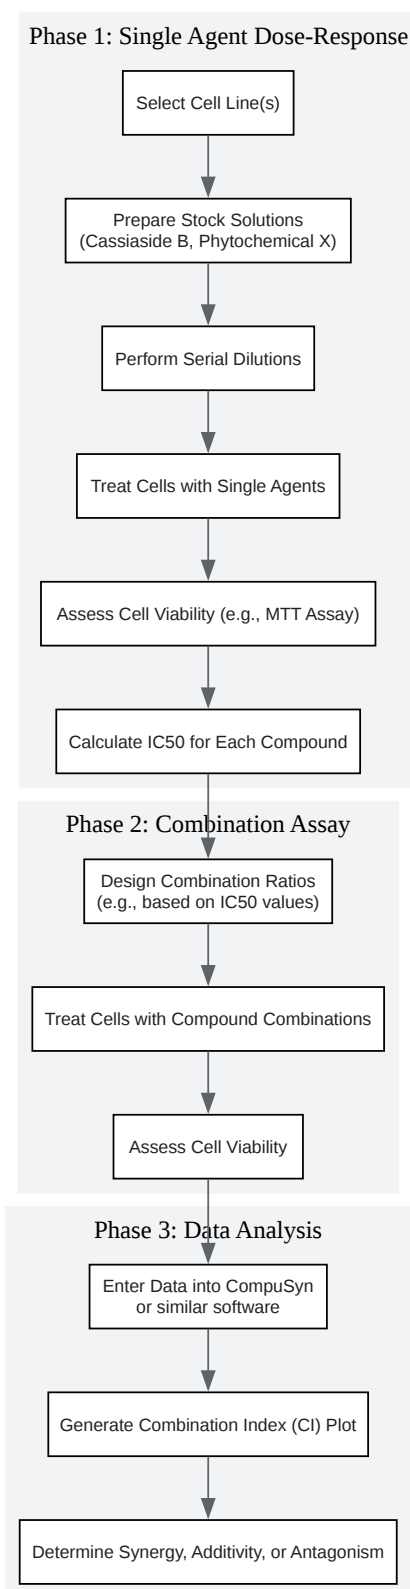 Phase 1: Single Agent Dose-Response
Select Cell Line(s)
Prepare Stock Solutions
(Cassiaside B, Phytochemical X)
Perform Serial Dilutions
Treat Cells with Single Agents
Assess Cell Viability (e.g., MTT Assay)
Calculate IC50 for Each Compound
Phase 2: Combination Assay
Design Combination Ratios
(e.g., based on IC50 values)
Treat Cells with Compound Combinations
Assess Cell Viability
Phase 3: Data Analysis
Enter Data into CompuSyn
or similar software
Generate Combination Index (CI) Plot
Determine Synergy, Additivity, or Antagonism